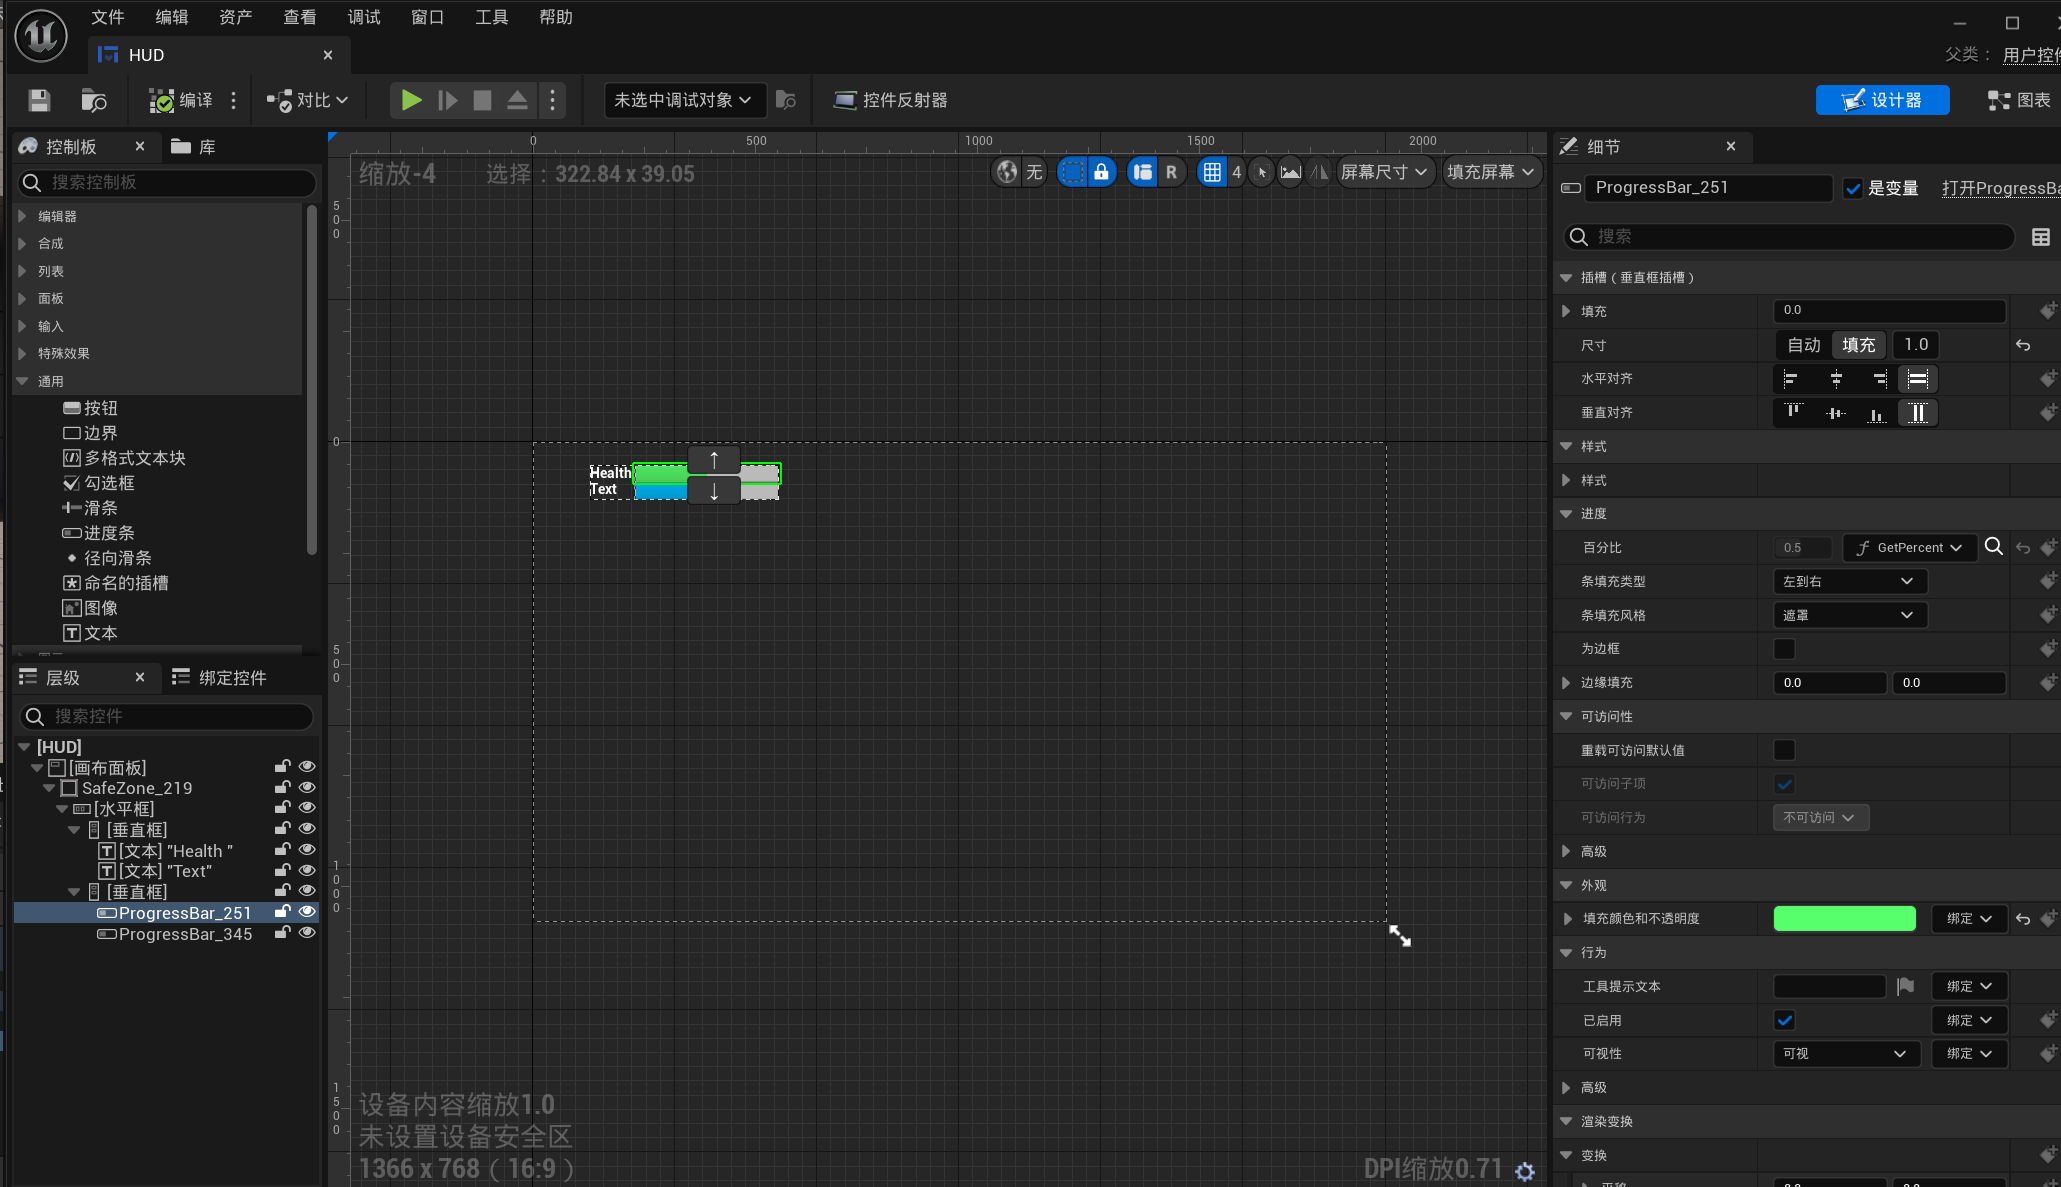 文件 编辑 资产 查看 调试 窗口 工具 帮助
HUD
父类： 用户控件
编译 对比 未选中调试对象 控件反射器 设计器 图表
控制板 库
搜索控制板
编辑器
合成
列表
面板
输入
特殊效果
通用
按钮
边界
多格式文本块
勾选框
滑条
进度条
径向滑条
命名的插槽
图像
文本
层级 绑定控件
搜索控件
[HUD]
[画布面板]
SafeZone_219
[水平框]
[垂直框]
[文本] "Health "
[文本] "Text"
[垂直框]
ProgressBar_251
ProgressBar_345
0 500 1000 1500 2000
缩放-4 选择：322.84 x 39.05
无 R 4 屏幕尺寸 填充屏幕
500
0
500
1000
1500
Health
Text
设备内容缩放1.0
未设置设备安全区
1366 x 768（16:9）
DPI缩放0.71
细节
ProgressBar_251 是变量 打开ProgressBa
搜索
插槽（垂直框插槽）
填充 0.0
尺寸 自动 填充 1.0
水平对齐
垂直对齐
样式
样式
进度
百分比 0.5 GetPercent
条填充类型 左到右
条填充风格 遮罩
为边框
边缘填充 0.0 0.0
可访问性
重载可访问默认值
可访问子项
可访问行为 不可访问
高级
外观
填充颜色和不透明度 绑定
行为
工具提示文本 绑定
已启用 绑定
可视性 可视 绑定
高级
渲染变换
变换